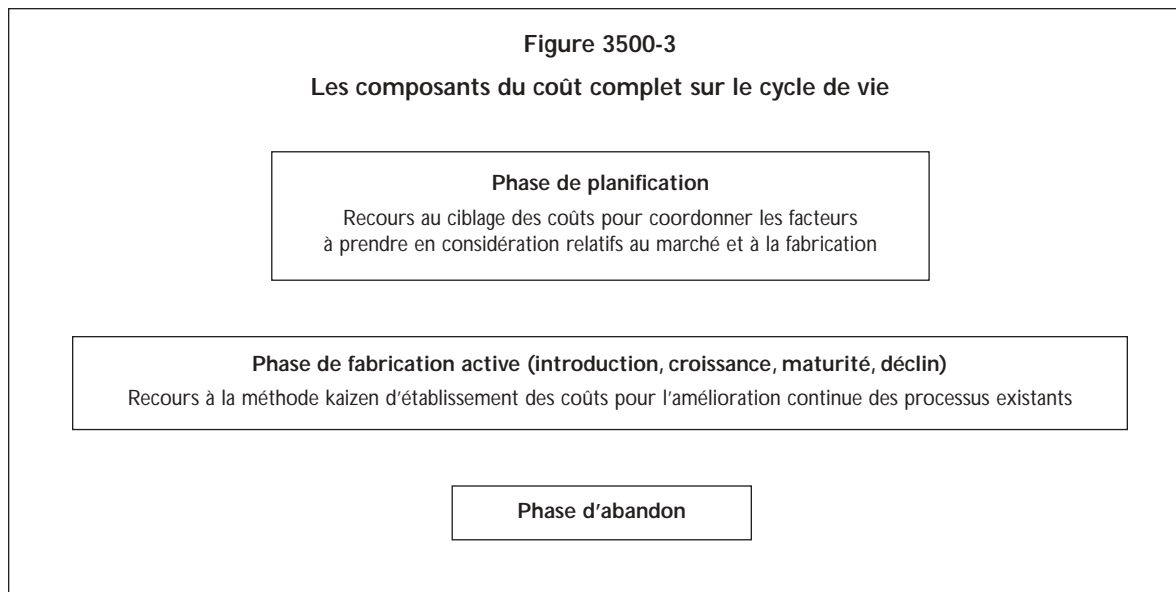 Figure 3500-3
Les composants du coût complet sur le cycle de vie
Phase de planification
Recours au ciblage des coûts pour coordonner les facteurs
à prendre en considération relatifs au marché et à la fabrication
Phase de fabrication active (introduction, croissance, maturité, déclin)
Recours à la méthode kaizen d'établissement des coûts pour l'amélioration continue des processus existants
Phase d'abandon